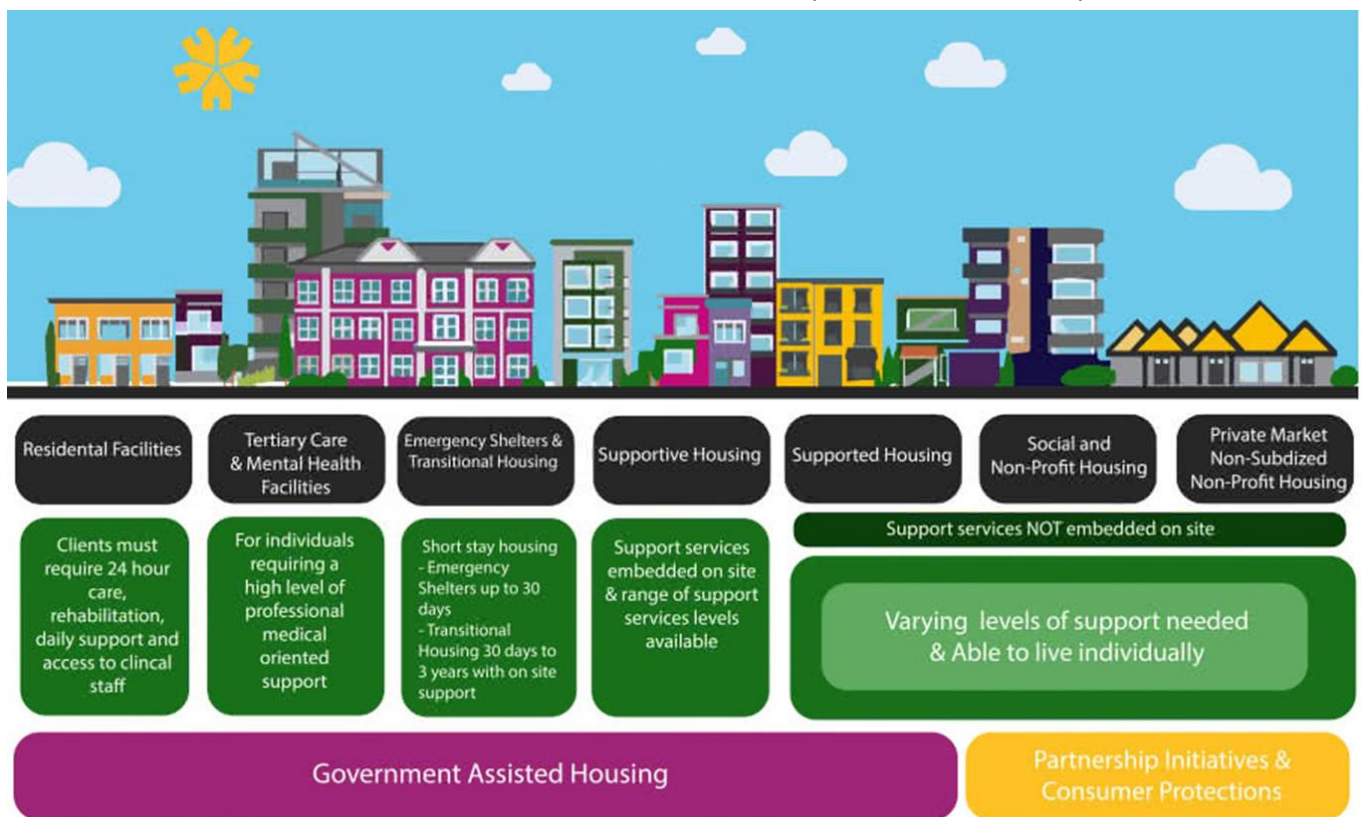 Residental Facilities
Tertiary Care
& Mental Health
Facilities
Emergency Shelters &
Transitional Housing
Supportive Housing
Supported Housing
Social and
Non-Profit Housing
Private Market
Non-Subdized
Non-Profit Housing
Clients must
require 24 hour
care,
rehabilitation,
daily support and
access to clincal
staff
For individuals
requiring a
high level of
professional
medical
oriented
support
Short stay housing
- Emergency
Shelters up to 30
days
- Transitional
Housing 30 days to
3 years with on site
support
Support services
embedded on site
& range of support
services levels
available
Support services NOT embedded on site
Varying levels of support needed
& Able to live individually
Government Assisted Housing
Partnership Initiatives &
Consumer Protections